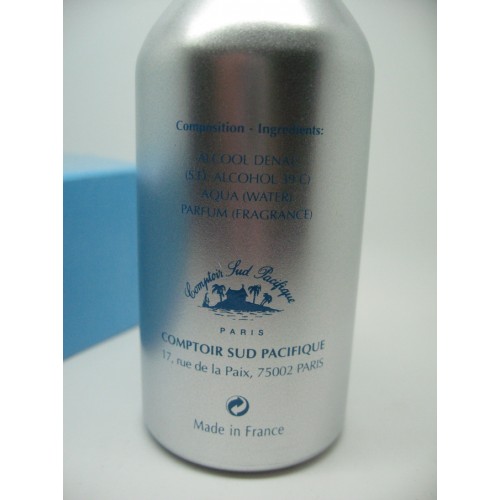 Composition - Ingredients:
ALCOOL DENAT
(S.D. ALCOHOL 39 C)
AQUA (WATER)
PARFUM (FRAGRANCE)
Comptoir Sud Pacifique
PARIS
COMPTOIR SUD PACIFIQUE
17, rue de la Paix, 75002 PARIS
Made in France